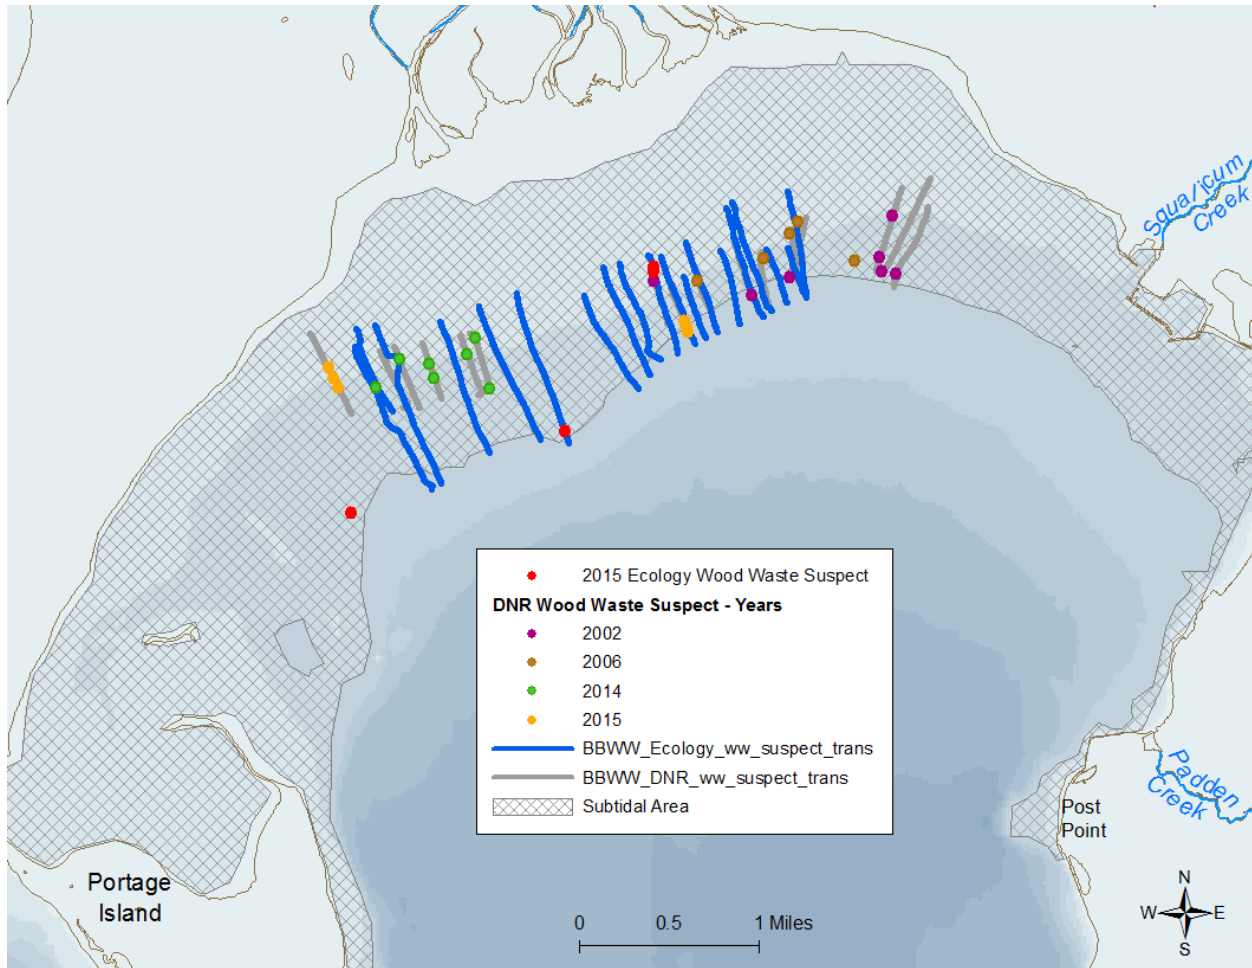 Squalicum
Creek
2015 Ecology Wood Waste Suspect
DNR Wood Waste Suspect - Years
2002
2006
2014
2015
BBWW_Ecology_ww_suspect_trans
BBWW_DNR_ww_suspect_trans
Subtidal Area
Padden
Creek
Post
Point
Portage
Island
0 0.5 1 Miles
N
W E
S